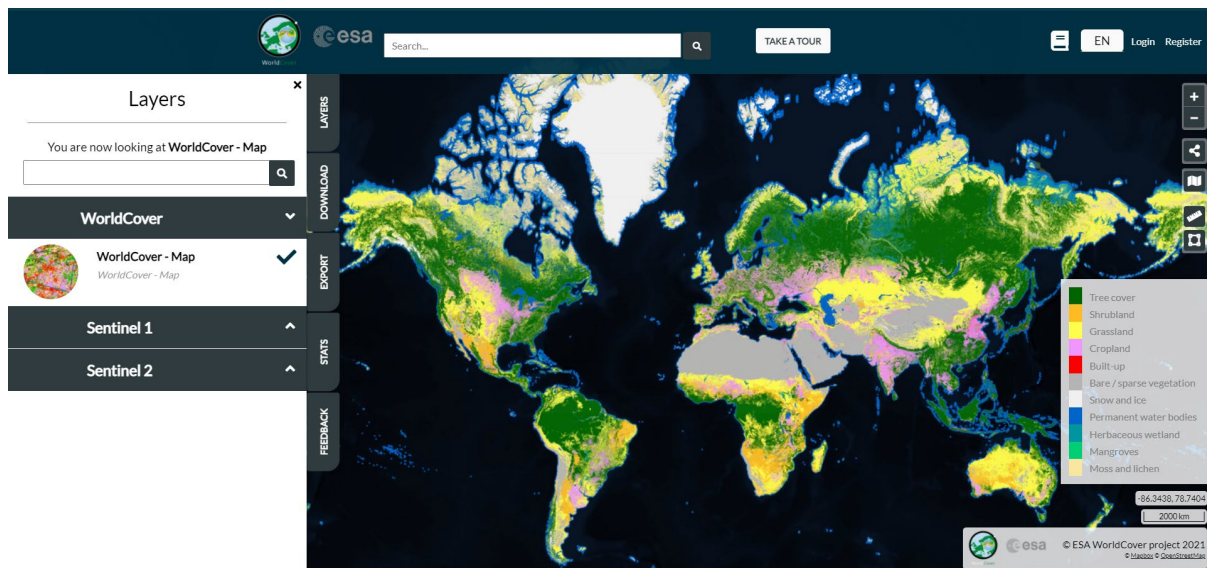 WorldCover
esa
Search...
TAKE A TOUR
EN
Login
Register
Layers
You are now looking at WorldCover - Map
WorldCover
WorldCover - Map
WorldCover - Map
Sentinel 1
Sentinel 2
LAYERS
DOWNLOAD
EXPORT
STATS
FEEDBACK
Tree cover
Shrubland
Grassland
Cropland
Built-up
Bare / sparse vegetation
Snow and ice
Permanent water bodies
Herbaceous wetland
Mangroves
Moss and lichen
-86.3438, 78.7404
2000 km
esa
© ESA WorldCover project 2021
© Mapbox © OpenStreetMap